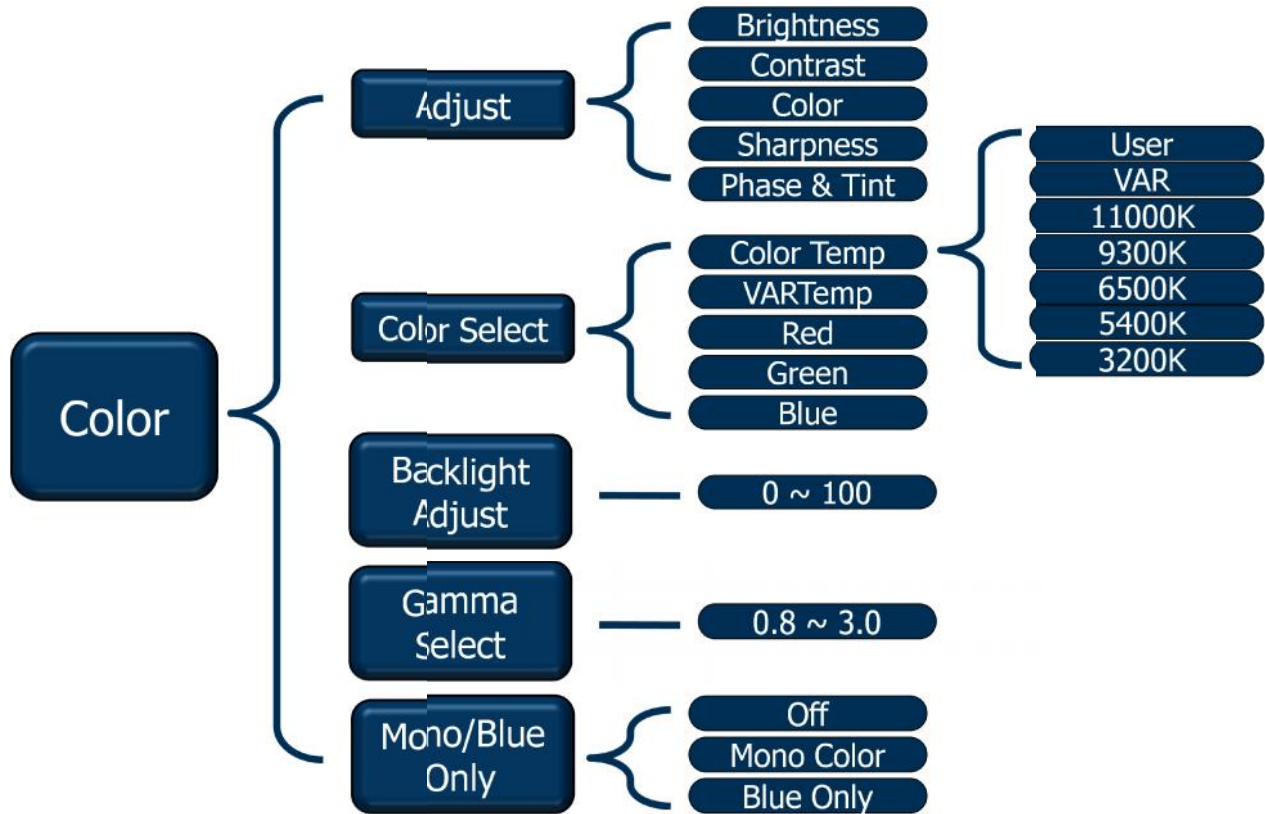 Color
Adjust
Brightness
Contrast
Color
Sharpness
Phase & Tint
Color Select
Color Temp
VARTemp
Red
Green
Blue
User
VAR
11000K
9300K
6500K
5400K
3200K
Backlight
Adjust
0 ~ 100
Gamma
Select
0.8 ~ 3.0
Mono/Blue
Only
Off
Mono Color
Blue Only